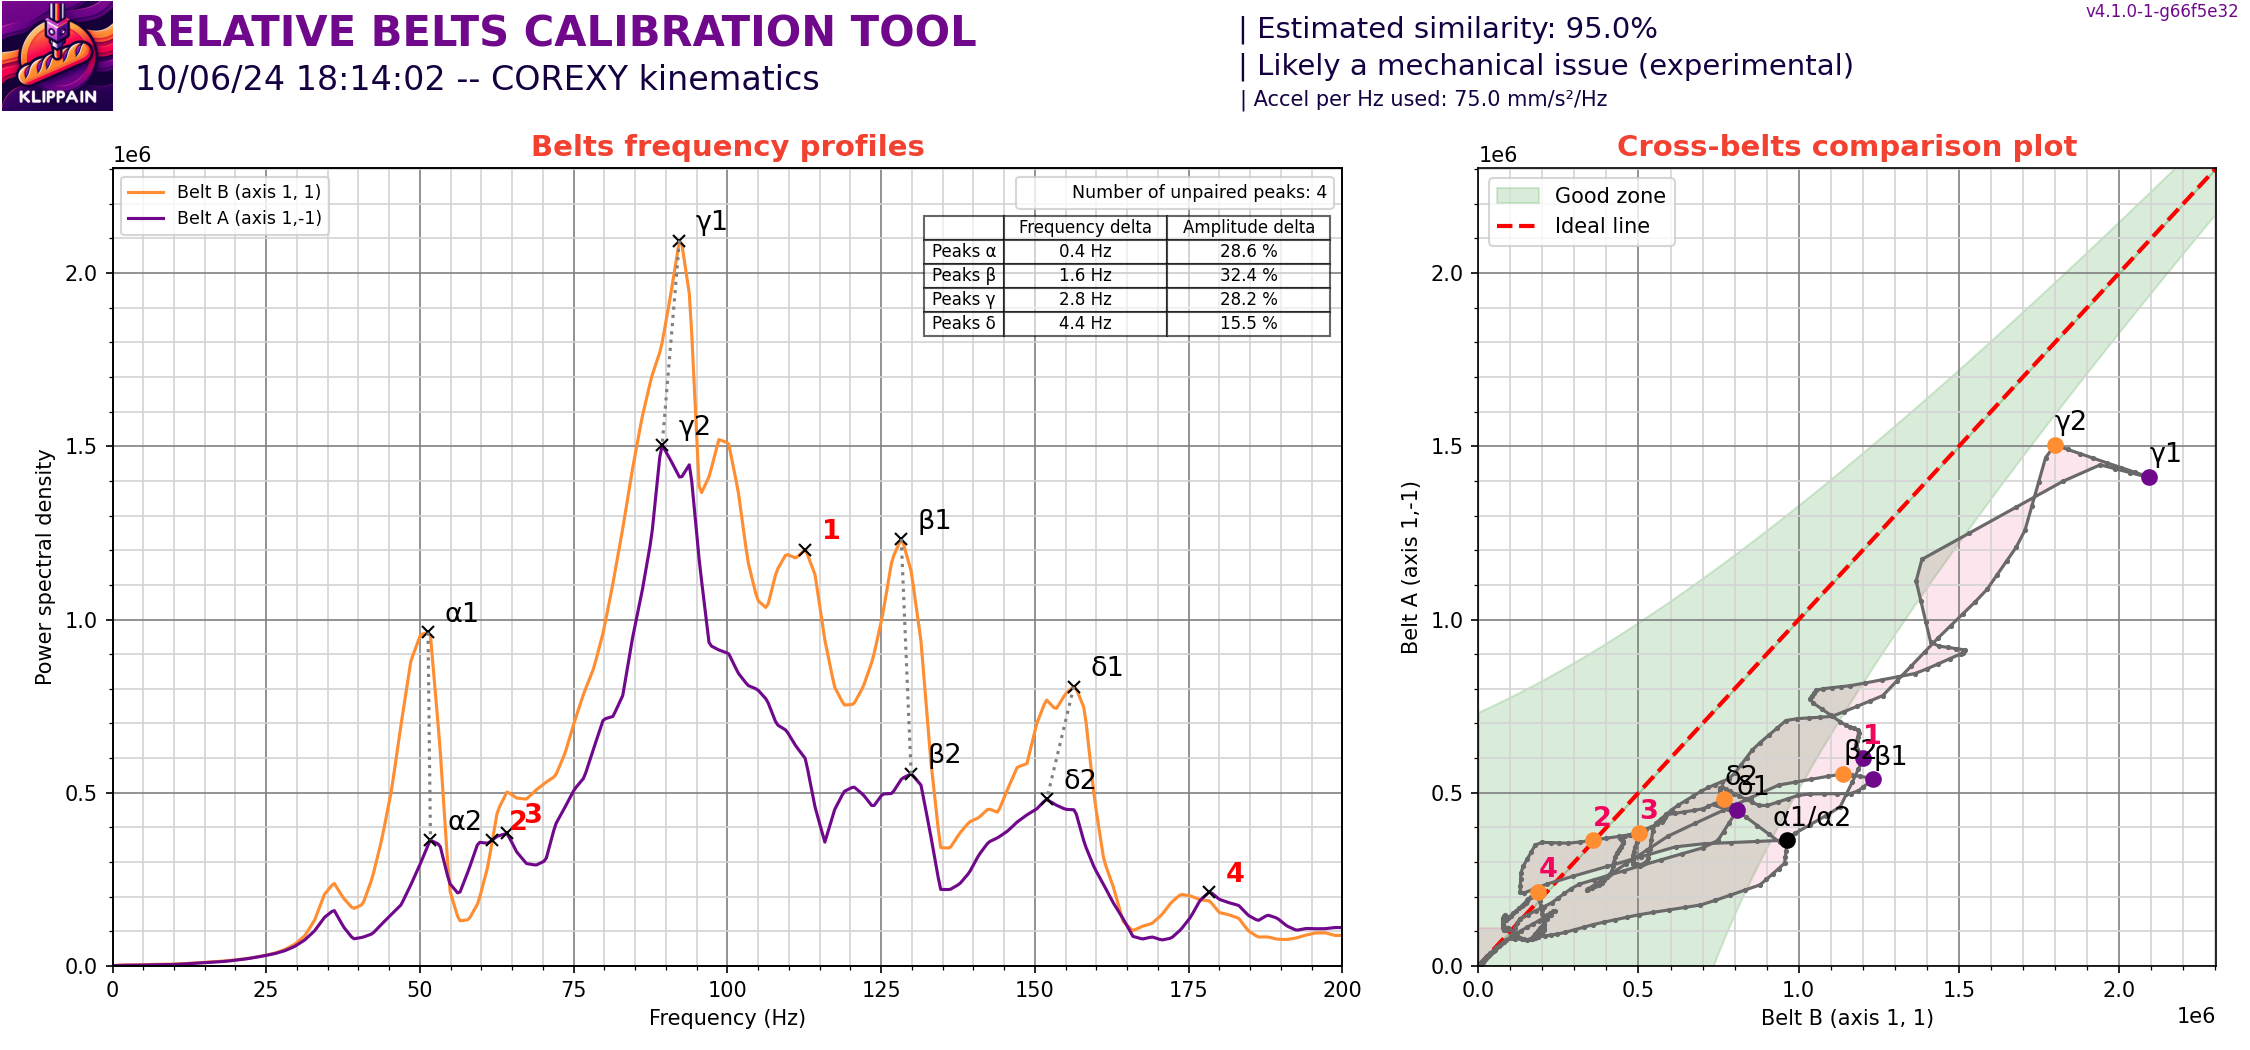 KLIPPAIN
RELATIVE BELTS CALIBRATION TOOL
10/06/24 18:14:02 -- COREXY kinematics
| Estimated similarity: 95.0%
| Likely a mechanical issue (experimental)
| Accel per Hz used: 75.0 mm/s²/Hz
v4.1.0-1-g66f5e32
Belts frequency profiles
1e6
Belt B (axis 1, 1)
Belt A (axis 1,-1)
Number of unpaired peaks: 4
Frequency delta Amplitude delta
Peaks α 0.4 Hz 28.6 %
Peaks β 1.6 Hz 32.4 %
Peaks γ 2.8 Hz 28.2 %
Peaks δ 4.4 Hz 15.5 %
γ1
γ2
1
β1
β2
α1
α2
2
3
δ1
δ2
4
2.0
1.5
1.0
0.5
0.0
Power spectral density
0 25 50 75 100 125 150 175 200
Frequency (Hz)
Cross-belts comparison plot
1e6
Good zone
Ideal line
γ2
γ1
1
β2
β1
δ2
δ1
α1/α2
2
3
4
2.0
1.5
1.0
0.5
0.0
Belt A (axis 1,-1)
0.0 0.5 1.0 1.5 2.0
Belt B (axis 1, 1)
1e6